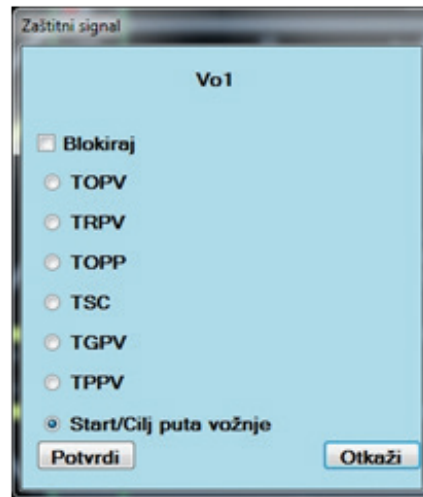 Zaštitni signal
Vo1
Blokiraj
TOPV
TRPV
TOPP
TSC
TGPV
TPPV
Start/Cilj puta vožnje
Potvrdi Otkaži